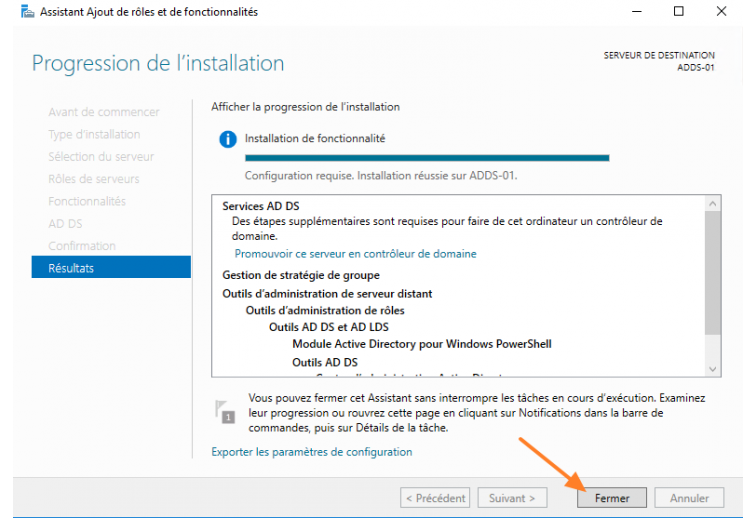 Assistant Ajout de rôles et de fonctionnalités
Progression de l'installation
SERVEUR DE DESTINATION
ADDS-01
Avant de commencer
Type d'installation
Sélection du serveur
Rôles de serveurs
Fonctionnalités
AD DS
Confirmation
Résultats
Afficher la progression de l'installation
Installation de fonctionnalité
Configuration requise. Installation réussie sur ADDS-01.
Services AD DS
Des étapes supplémentaires sont requises pour faire de cet ordinateur un contrôleur de
domaine.
Promouvoir ce serveur en contrôleur de domaine
Gestion de stratégie de groupe
Outils d'administration de serveur distant
Outils d'administration de rôles
Outils AD DS et AD LDS
Module Active Directory pour Windows PowerShell
Outils AD DS
1
Vous pouvez fermer cet Assistant sans interrompre les tâches en cours d'exécution. Examinez
leur progression ou rouvrez cette page en cliquant sur Notifications dans la barre de
commandes, puis sur Détails de la tâche.
Exporter les paramètres de configuration
< Précédent
Suivant >
Fermer
Annuler